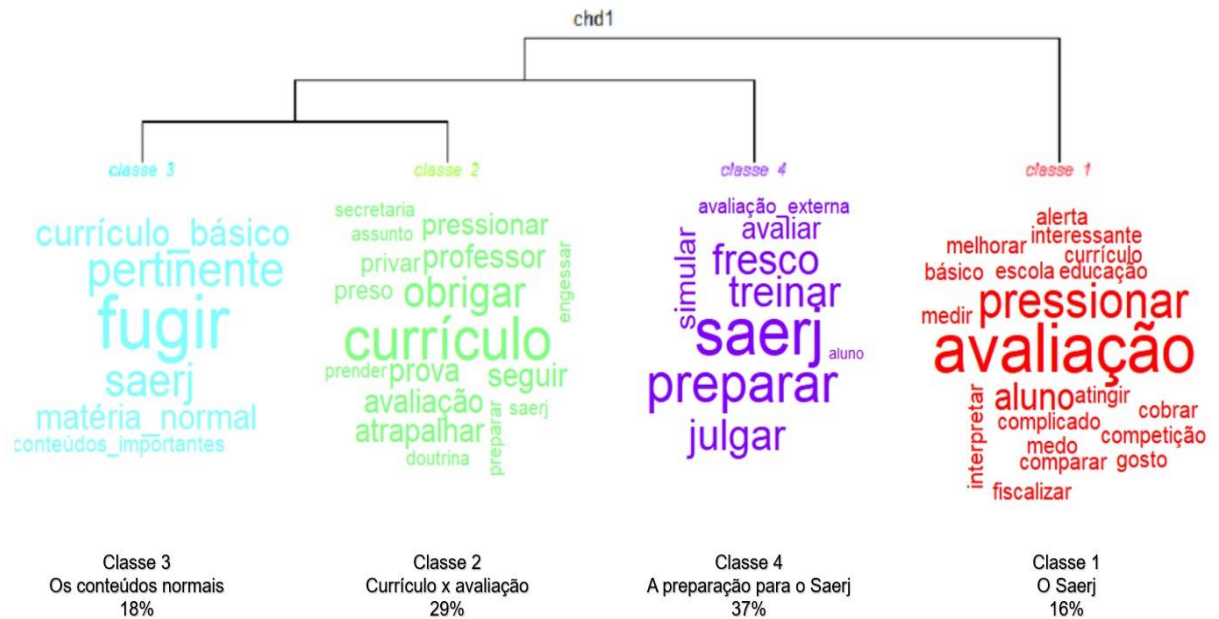 chd1
classe 3
classe 2
classe 4
classe 1
currículo_básico
pertinente
fugir
saerj
matéria_normal
conteúdos_importantes
secretaria
pressionar
assunto
privar
professor
engessar
preso
obrigar
currículo
prender
prova
seguir
avaliação
saerj
preparar
atrapalhar
doutrina
avaliação_externa
avaliar
simular
fresco
treinar
saerj
aluno
preparar
julgar
alerta
interessante
melhorar
currículo
básico
escola
educação
medir
pressionar
avaliação
interpretar
aluno
atingir
cobrar
complicado
competição
medo
comparar
gosto
fiscalizar
Classe 3
Os conteúdos normais
18%
Classe 2
Currículo x avaliação
29%
Classe 4
A preparação para o Saerj
37%
Classe 1
O Saerj
16%